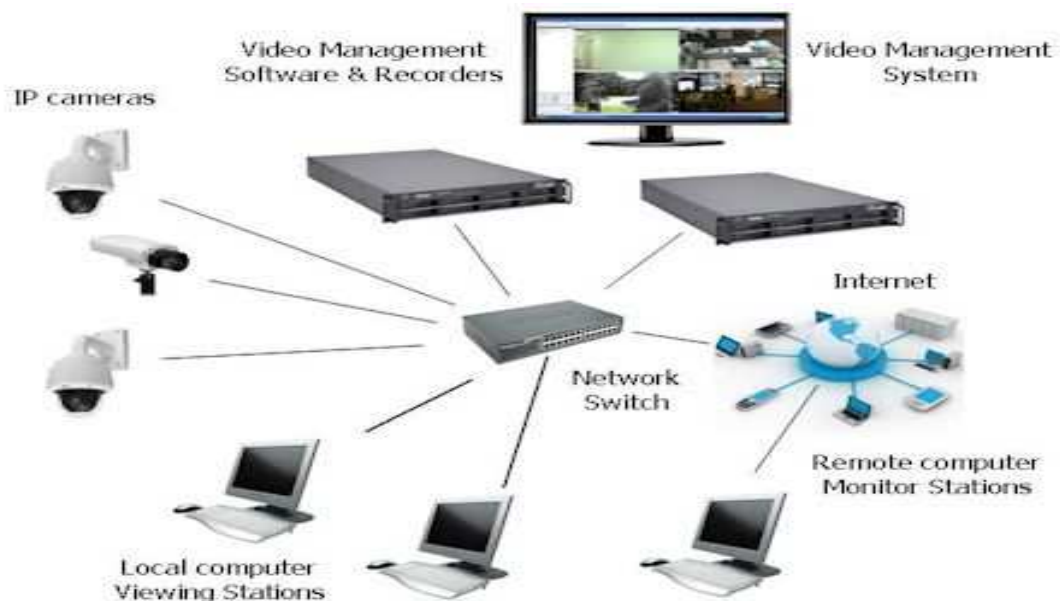 Video Management
Software & Recorders
Video Management
System
IP cameras
Internet
Network
Switch
Remote computer
Monitor Stations
Local computer
Viewing Stations